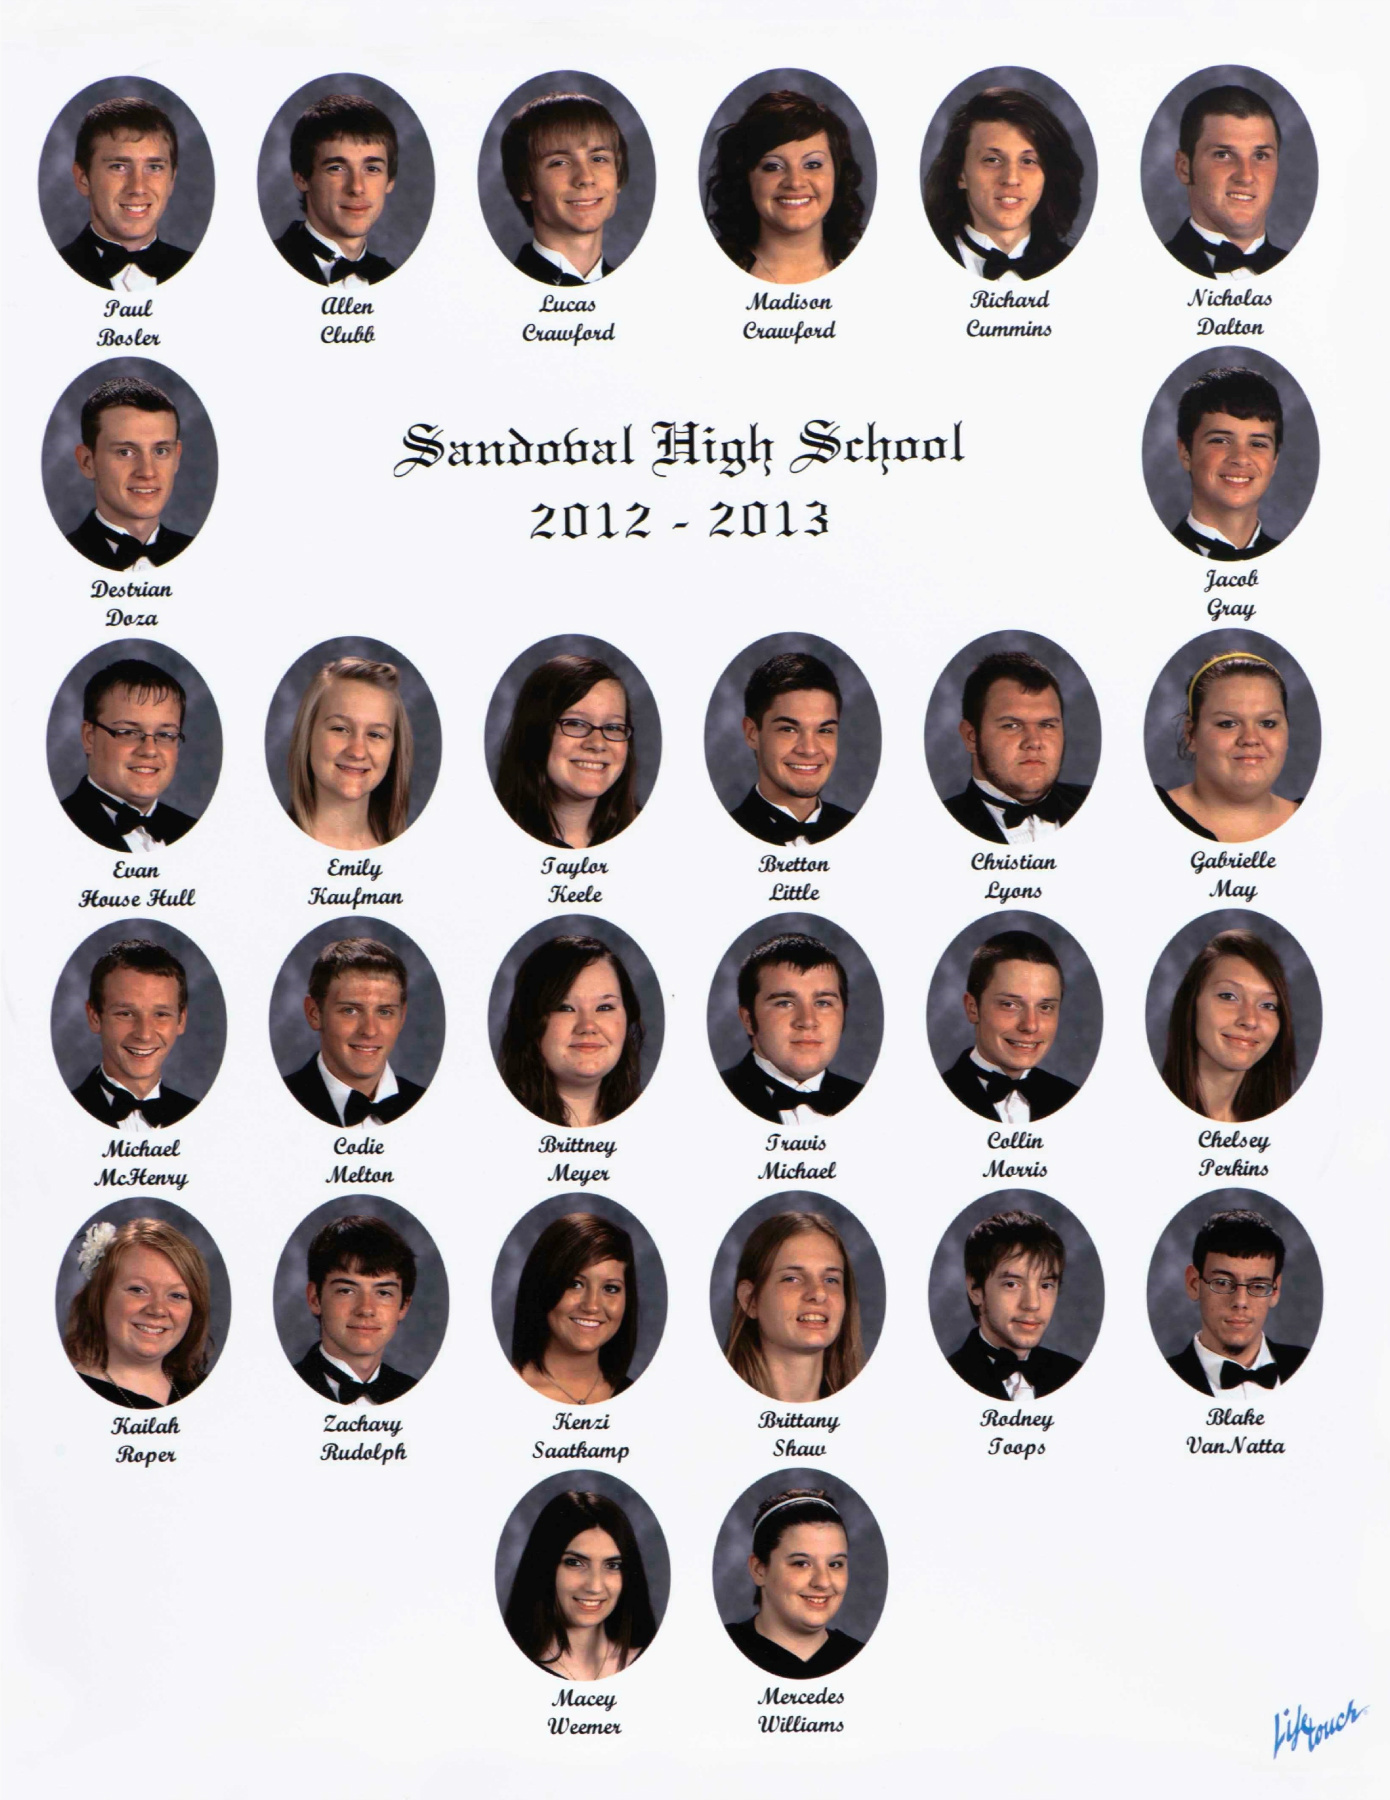 Paul
Bosler
Allen
Clubb
Lucas
Crawford
Madison
Crawford
Richard
Cummins
Nicholas
Dalton
Destrian
Doza
Sandoval High School
2012 - 2013
Jacob
Gray
Evan
House Hull
Emily
Kaufman
Taylor
Keele
Bretton
Little
Christian
Lyons
Gabrielle
May
Michael
McHenry
Codie
Melton
Brittney
Meyer
Travis
Michael
Collin
Morris
Chelsey
Perkins
Kailah
Roper
Zachary
Rudolph
Kenzi
Saatkamp
Brittany
Shaw
Rodney
Toops
Blake
VanNatta
Macey
Weemer
Mercedes
Williams
Lifetouch